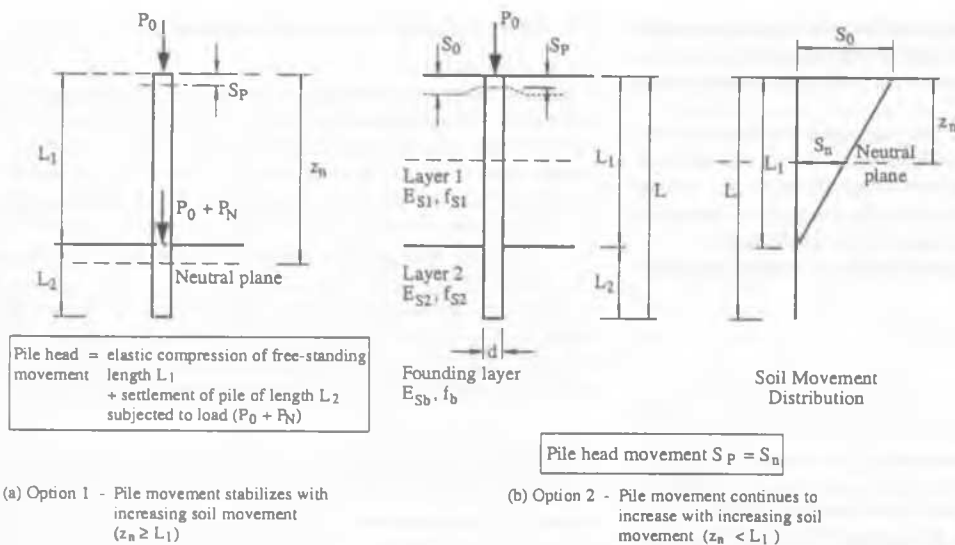 P0
SP
L1
zn
P0 + PN
L2
Neutral plane
Pile head = elastic compression of free-standing
movement length L1
+ settlement of pile of length L2
subjected to load (P0 + PN)
(a) Option 1 - Pile movement stabilizes with
increasing soil movement
(zn ≥ L1)
P0
S0
SP
Layer 1
ES1, fS1
L1
L
Layer 2
ES2, fS2
L2
d
Founding layer
ESb, fb
S0
zn
Sn
Neutral
plane
L1
L
Soil Movement
Distribution
Pile head movement SP = Sn
(b) Option 2 - Pile movement continues to
increase with increasing soil
movement (zn < L1)